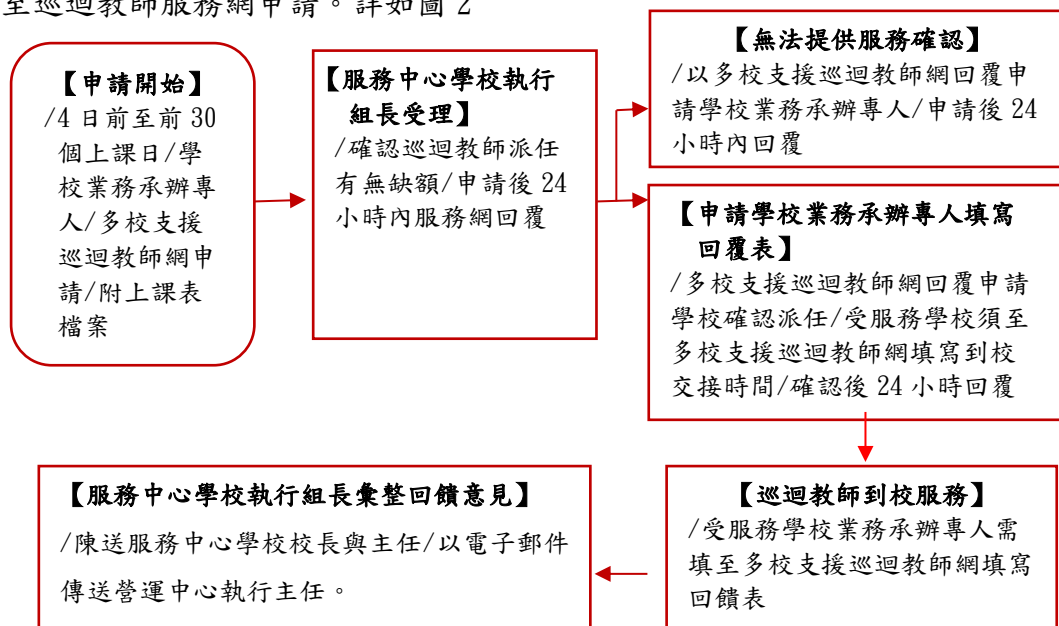 至巡迴教師服務網申請。詳如圖 2
【申請開始】
/4 日前至前 30
個上課日/學
校業務承辦專
人/多校支援
巡迴教師網申
請/附上課表
檔案
【服務中心學校執行
組長受理】
/確認巡迴教師派任
有無缺額/申請後 24
小時內服務網回覆
【無法提供服務確認】
/以多校支援巡迴教師網回覆申
請學校業務承辦專人/申請後 24
小時內回覆
【申請學校業務承辦專人填寫
回覆表】
/多校支援巡迴教師網回覆申請
學校確認派任/受服務學校須至
多校支援巡迴教師網填寫到校
交接時間/確認後 24 小時回覆
【巡迴教師到校服務】
/受服務學校業務承辦專人需
填至多校支援巡迴教師網填寫
回饋表
【服務中心學校執行組長彙整回饋意見】
/陳送服務中心學校校長與主任/以電子郵件
傳送營運中心執行主任。